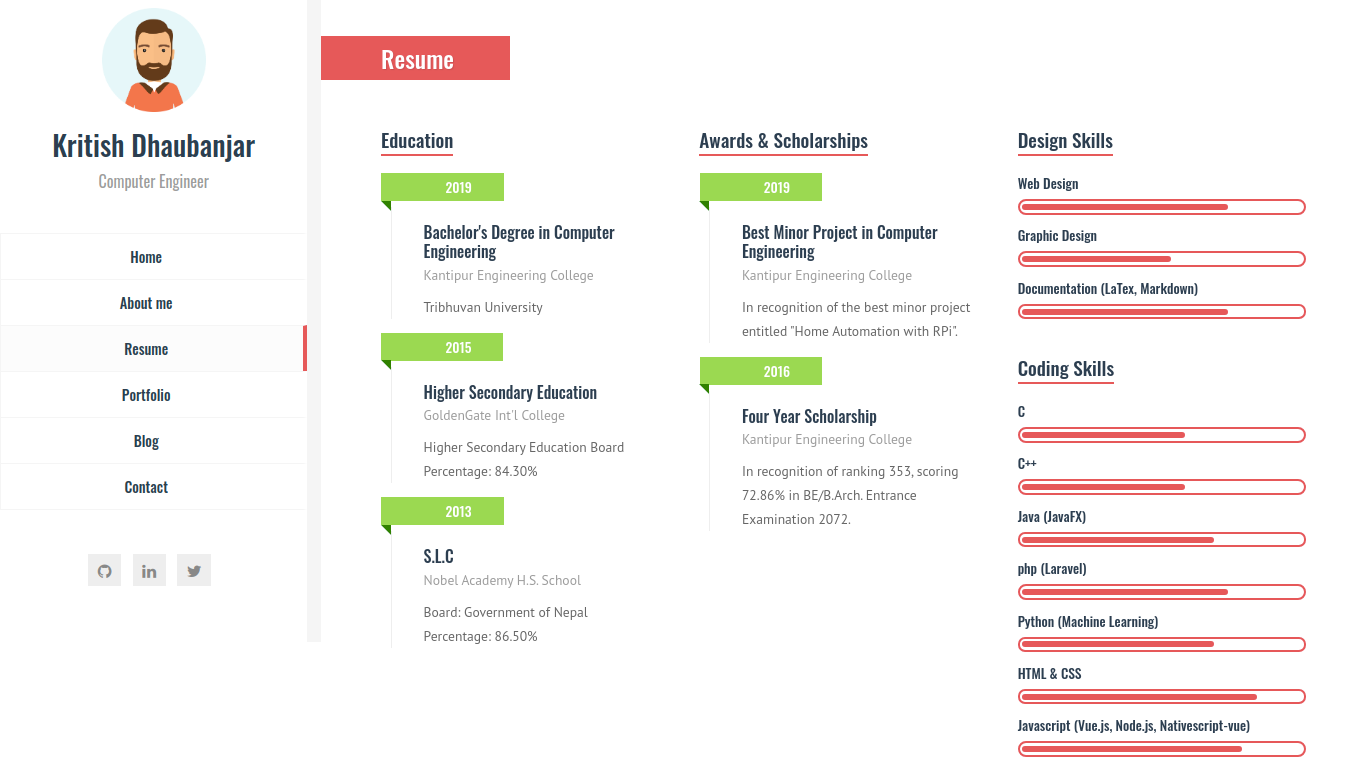 Kritish Dhaubanjar
Computer Engineer
Home
About me
Resume
Portfolio
Blog
Contact
Resume
Education
2019
Bachelor's Degree in Computer
Engineering
Kantipur Engineering College
Tribhuvan University
2015
Higher Secondary Education
GoldenGate Int'l College
Higher Secondary Education Board
Percentage: 84.30%
2013
S.L.C
Nobel Academy H.S. School
Board: Government of Nepal
Percentage: 86.50%
Awards & Scholarships
2019
Best Minor Project in Computer
Engineering
Kantipur Engineering College
In recognition of the best minor project
entitled "Home Automation with RPi".
2016
Four Year Scholarship
Kantipur Engineering College
In recognition of ranking 353, scoring
72.86% in BE/B.Arch. Entrance
Examination 2072.
Design Skills
Web Design
Graphic Design
Documentation (LaTex, Markdown)
Coding Skills
C
C++
Java (JavaFX)
php (Laravel)
Python (Machine Learning)
HTML & CSS
Javascript (Vue.js, Node.js, Nativescript-vue)